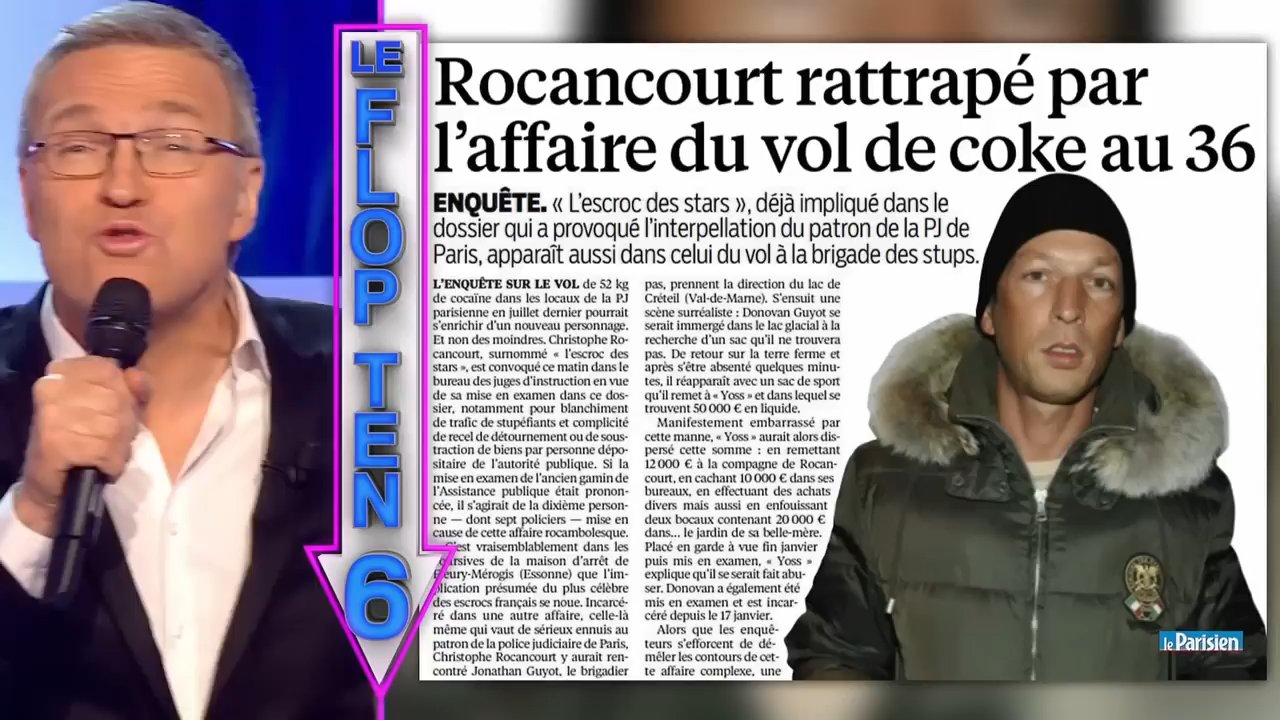 LE
FLOP
TEN
6
Rocancourt rattrapé par
l’affaire du vol de coke au 36
ENQUÊTE. « L’escroc des stars », déjà impliqué dans le
dossier qui a provoqué l’interpellation du patron de la PJ de
Paris, apparaît aussi dans celui du vol à la brigade des stups.
L’ENQUÊTE SUR LE VOL de 52 kg
de cocaïne dans les locaux de la PJ
parisienne en juillet dernier pourrait
s’enrichir d’un nouveau personnage.
Et non des moindres. Christophe Ro-
cancourt, surnommé « l’escroc des
stars », est convoqué ce matin dans le
bureau des juges d’instruction en vue
de sa mise en examen dans ce dos-
sier, notamment pour blanchiment
de trafic de stupéfiants et complicité
de recel de détournement ou de sous-
traction de biens par personne dépo-
sitaire de l’autorité publique. Si la
mise en examen de l’ancien gamin de
l’Assistance publique était pronon-
cée, il s’agirait de la dixième person-
ne — dont sept policiers — mise en
cause de cette affaire rocambolesque.
C’est vraisemblablement dans les
coursives de la maison d’arrêt de
Fleury-Mérogis (Essonne) que l’im-
plication présumée du plus célèbre
des escrocs français se noue. Incarcé-
ré dans une autre affaire, celle-là
même qui vaut de sérieux ennuis au
patron de la police judiciaire de Paris,
Christophe Rocancourt y aurait ren-
contré Jonathan Guyot, le brigadier
pas, prennent la direction du lac de
Créteil (Val-de-Marne). S’ensuit une
scène surréaliste : Donovan Guyot se
serait immergé dans le lac glacial à la
recherche d’un sac qu’il ne trouvera
pas. De retour sur la terre ferme et
après s’être absenté quelques minu-
tes, il réapparaît avec un sac de sport
qu’il remet à « Yoss » et dans lequel se
trouvent 50 000 € en liquide.
Manifestement embarrassé par
cette manne, « Yoss » aurait alors dis-
persé cette somme : en remettant
12 000 € à la compagne de Rocan-
court, en cachant 10 000 € dans ses
bureaux, en effectuant des achats
divers mais aussi en enfouissant
deux bocaux contenant 20 000 €
dans... le jardin de sa belle-mère.
Placé en garde à vue fin janvier
puis mis en examen, « Yoss »
explique qu’il se serait fait abu-
ser. Donovan a également été
mis en examen et est incar-
céré depuis le 17 janvier.
Alors que les enquê-
teurs s’efforcent de dé-
mêler les contours de cet-
te affaire complexe, une
le Parisien